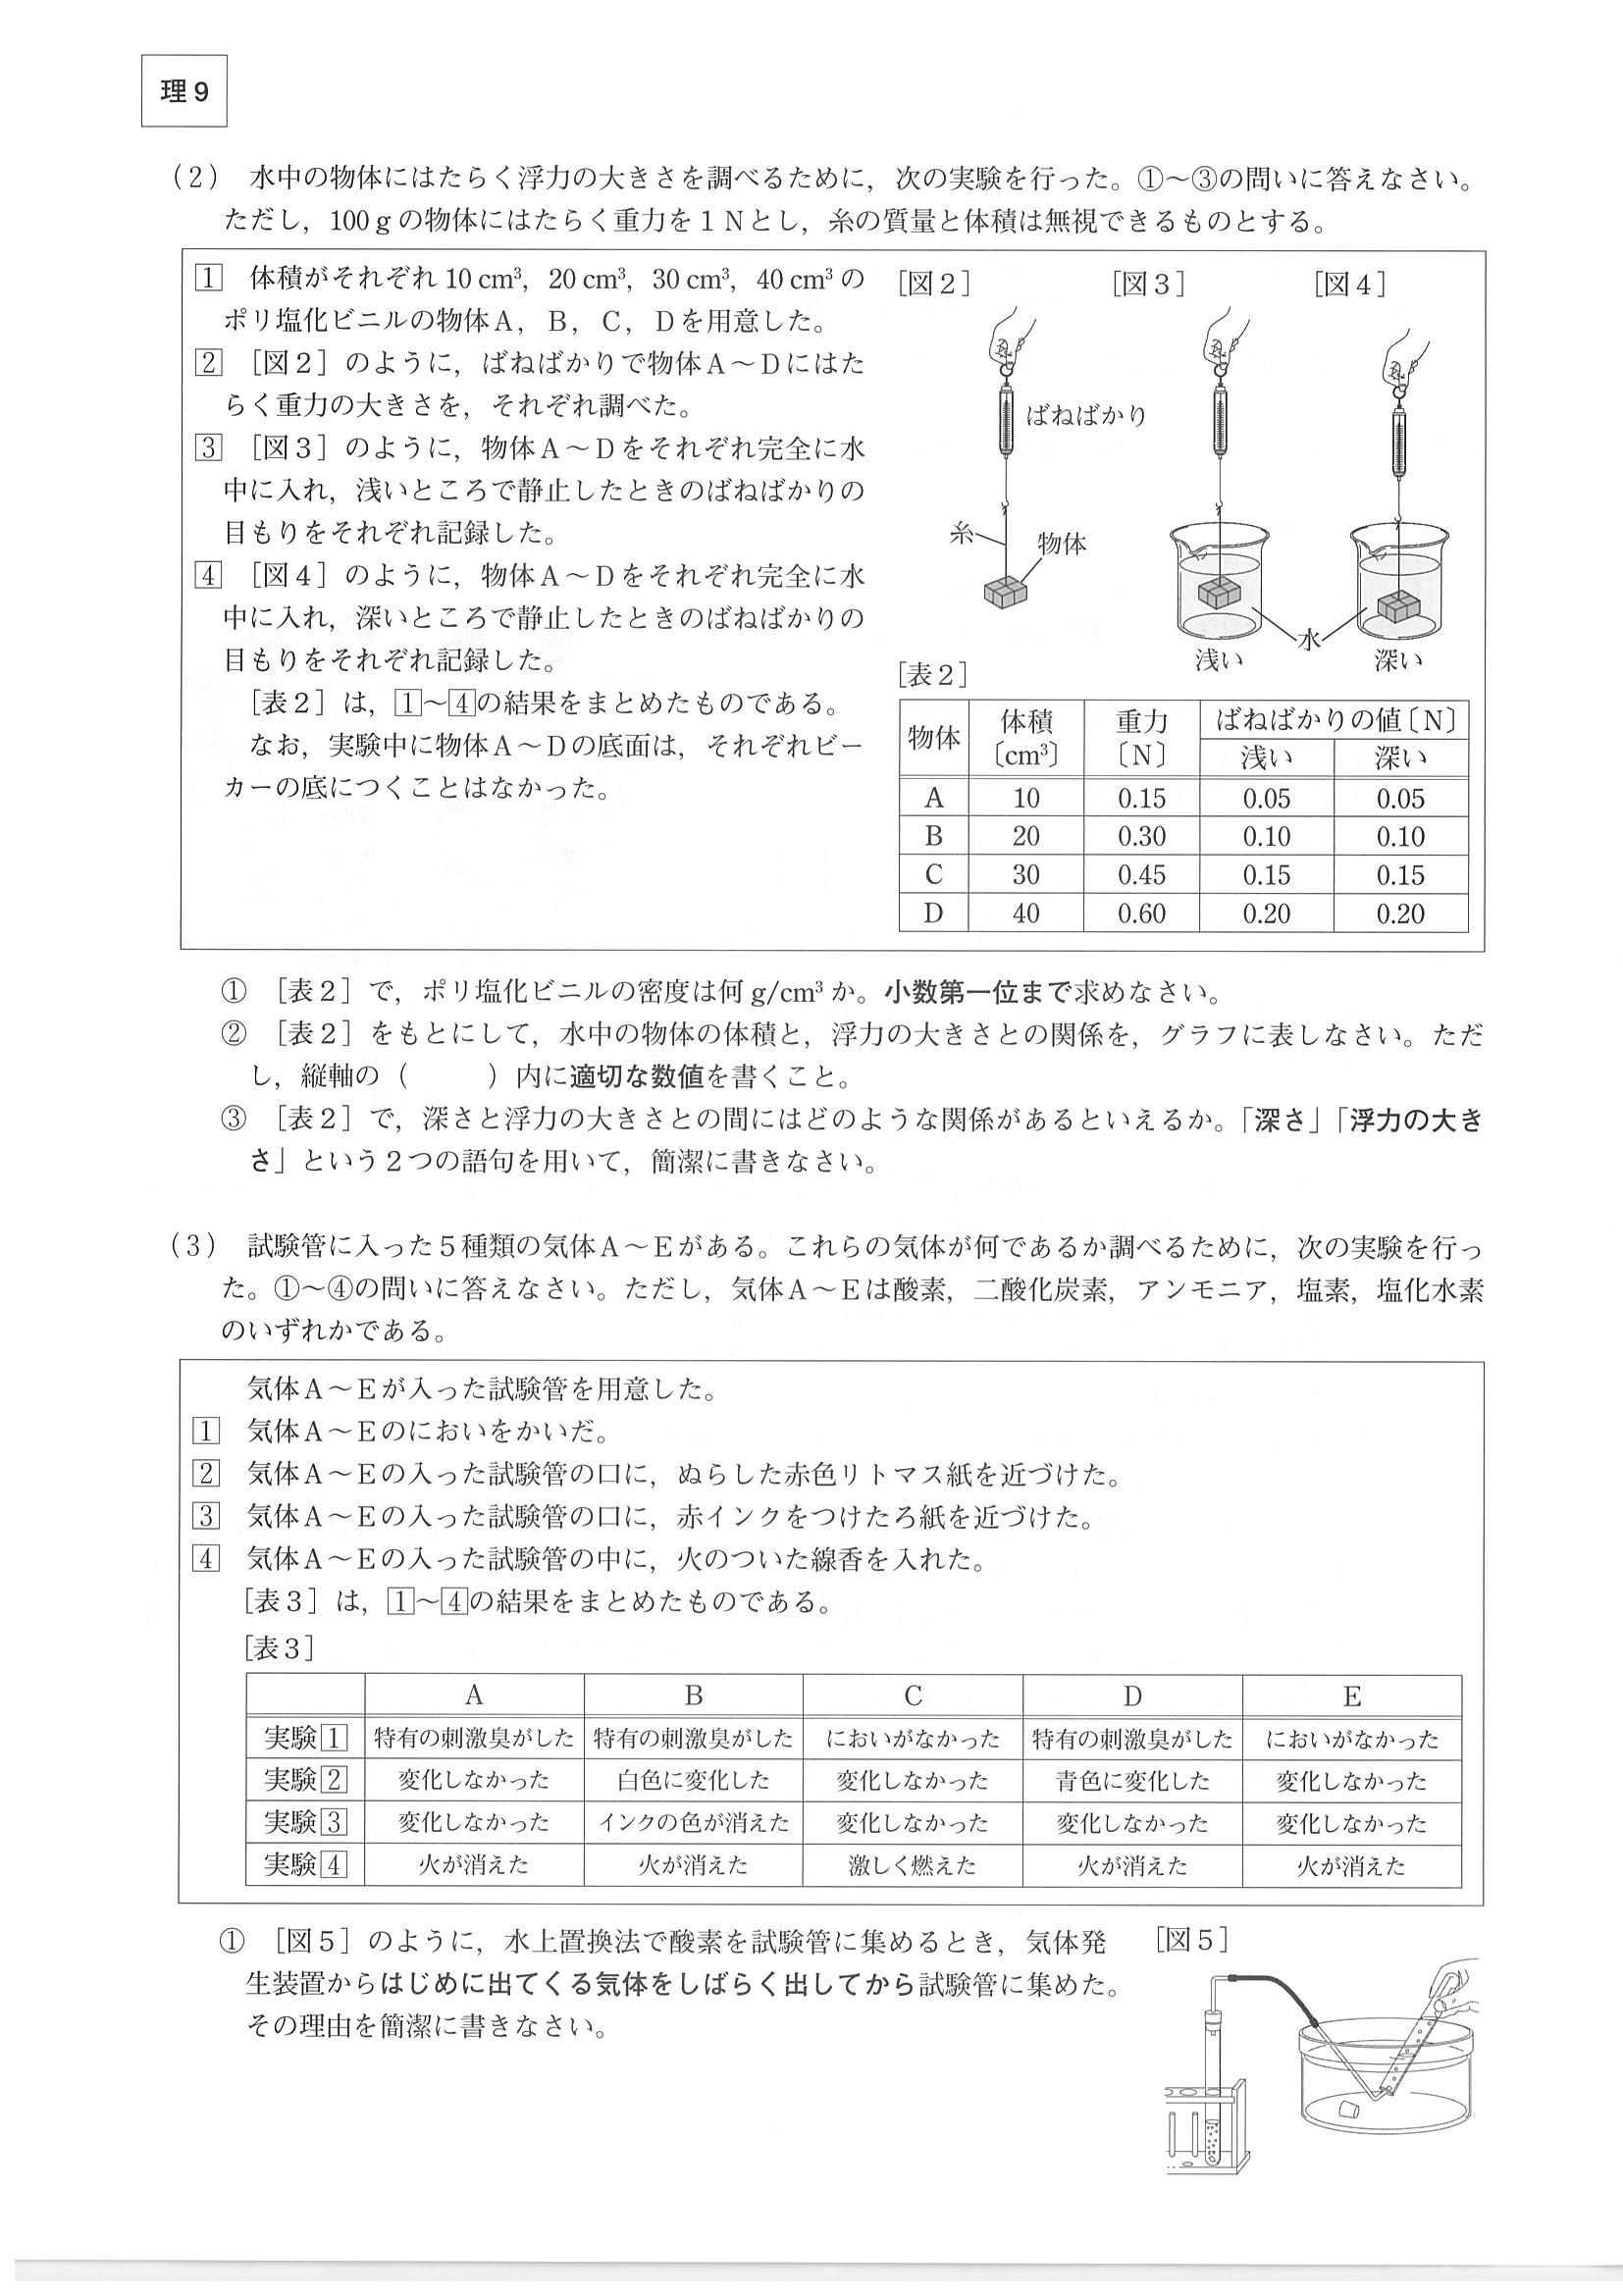 理9
（2） 水中の物体にはたらく浮力の大きさを調べるために，次の実験を行った。①～③の問いに答えなさい。
ただし，100ｇの物体にはたらく重力を１Ｎとし，糸の質量と体積は無視できるものとする。
1 体積がそれぞれ10 cm³，20 cm³，30 cm³，40 cm³の
ポリ塩化ビニルの物体Ａ，Ｂ，Ｃ，Ｄを用意した。
2 ［図２］のように，ばねばかりで物体Ａ～Ｄにはた
らく重力の大きさを，それぞれ調べた。
3 ［図３］のように，物体Ａ～Ｄをそれぞれ完全に水
中に入れ，浅いところで静止したときのばねばかりの
目もりをそれぞれ記録した。
4 ［図４］のように，物体Ａ～Ｄをそれぞれ完全に水
中に入れ，深いところで静止したときのばねばかりの
目もりをそれぞれ記録した。
［表２］は，1～4の結果をまとめたものである。
なお，実験中に物体Ａ～Ｄの底面は，それぞれビー
カーの底につくことはなかった。
［図２］ ［図３］ ［図４］
ばねばかり
糸 物体
水
浅い 深い
［表２］
物体 体積〔cm³〕 重力〔Ｎ〕 ばねばかりの値〔Ｎ〕
浅い 深い
A 10 0.15 0.05 0.05
B 20 0.30 0.10 0.10
C 30 0.45 0.15 0.15
D 40 0.60 0.20 0.20
① ［表２］で，ポリ塩化ビニルの密度は何g/cm³か。小数第一位まで求めなさい。
② ［表２］をもとにして，水中の物体の体積と，浮力の大きさとの関係を，グラフに表しなさい。ただ
し，縦軸の（　　　）内に適切な数値を書くこと。
③ ［表２］で，深さと浮力の大きさとの間にはどのような関係があるといえるか。「深さ」「浮力の大き
さ」という２つの語句を用いて，簡潔に書きなさい。
（3） 試験管に入った５種類の気体Ａ～Ｅがある。これらの気体が何であるか調べるために，次の実験を行っ
た。①～④の問いに答えなさい。ただし，気体Ａ～Ｅは酸素，二酸化炭素，アンモニア，塩素，塩化水素
のいずれかである。
気体Ａ～Ｅが入った試験管を用意した。
1 気体Ａ～Ｅのにおいをかいだ。
2 気体Ａ～Ｅの入った試験管の口に，ぬらした赤色リトマス紙を近づけた。
3 気体Ａ～Ｅの入った試験管の口に，赤インクをつけたろ紙を近づけた。
4 気体Ａ～Ｅの入った試験管の中に，火のついた線香を入れた。
［表３］は，1～4の結果をまとめたものである。
［表３］
A B C D E
実験1 特有の刺激臭がした 特有の刺激臭がした においがなかった 特有の刺激臭がした においがなかった
実験2 変化しなかった 白色に変化した 変化しなかった 青色に変化した 変化しなかった
実験3 変化しなかった インクの色が消えた 変化しなかった 変化しなかった 変化しなかった
実験4 火が消えた 火が消えた 激しく燃えた 火が消えた 火が消えた
① ［図５］のように，水上置換法で酸素を試験管に集めるとき，気体発
生装置からはじめに出てくる気体をしばらく出してから試験管に集めた。
その理由を簡潔に書きなさい。
［図５］